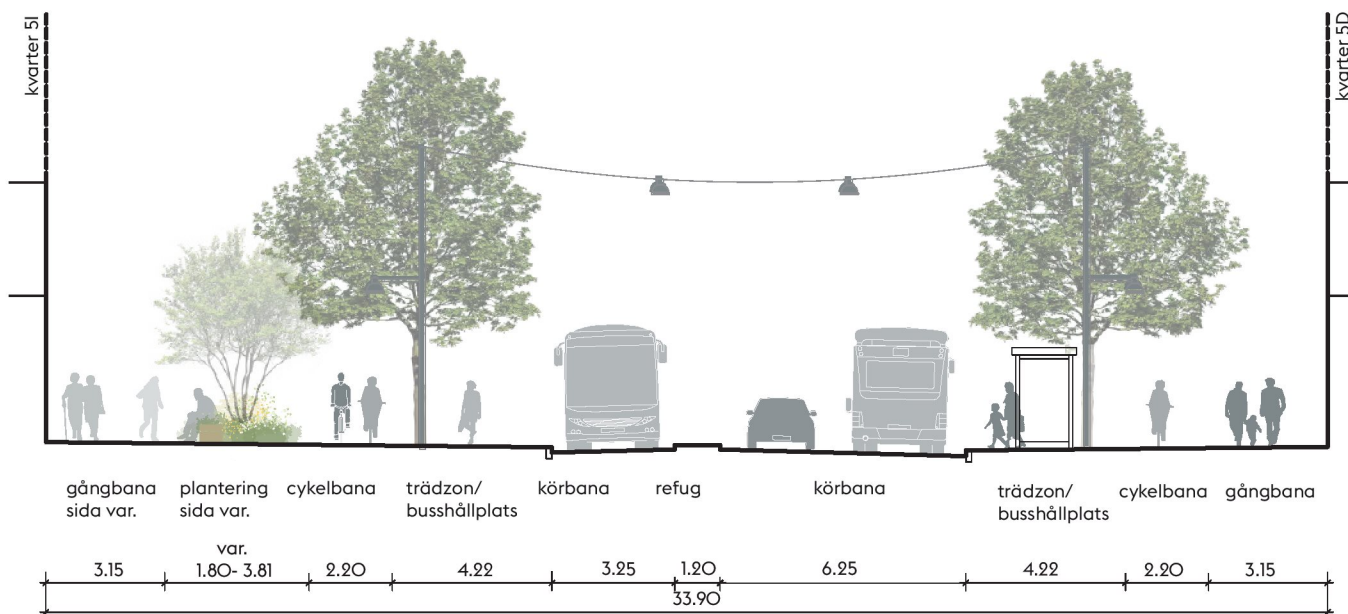 kvarter 5I
kvarter 5D
gångbana
sida var.
plantering
sida var.
cykelbana
trädzon/
busshållplats
körbana
refug
körbana
trädzon/
busshållplats
cykelbana
gångbana
3.15
var.
1.80- 3.81
2.20
4.22
3.25
1.20
6.25
4.22
2.20
3.15
33.90